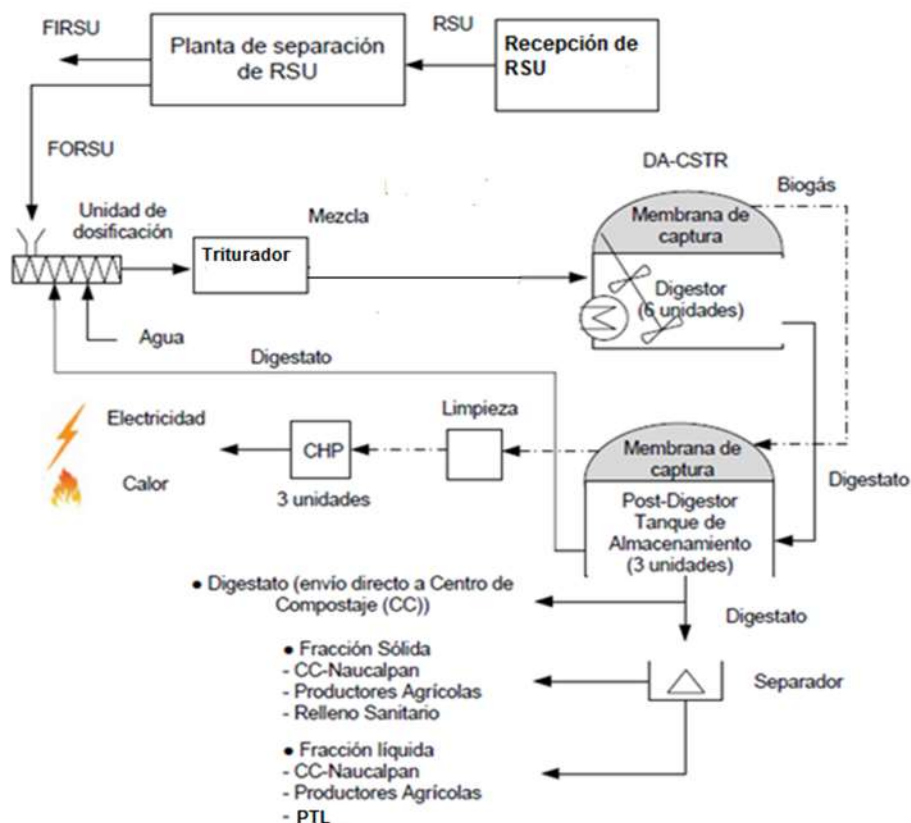 FIRSU
Planta de separación
de RSU
RSU
Recepción de
RSU
FORSU
DA-CSTR
Biogás
Unidad de
dosificación
Mezcla
Membrana de
captura
Triturador
Digestor
(6 unidades)
Agua
Digestato
Electricidad
Limpieza
CHP
Membrana de
captura
Calor
3 unidades
Digestato
Post-Digestor
Tanque de
Almacenamiento
(3 unidades)
● Digestato (envío directo a Centro de
Compostaje (CC))
Digestato
● Fracción Sólida
- CC-Naucalpan
- Productores Agrícolas
- Relleno Sanitario
Separador
● Fracción líquida
- CC-Naucalpan
- Productores Agrícolas
- PTL